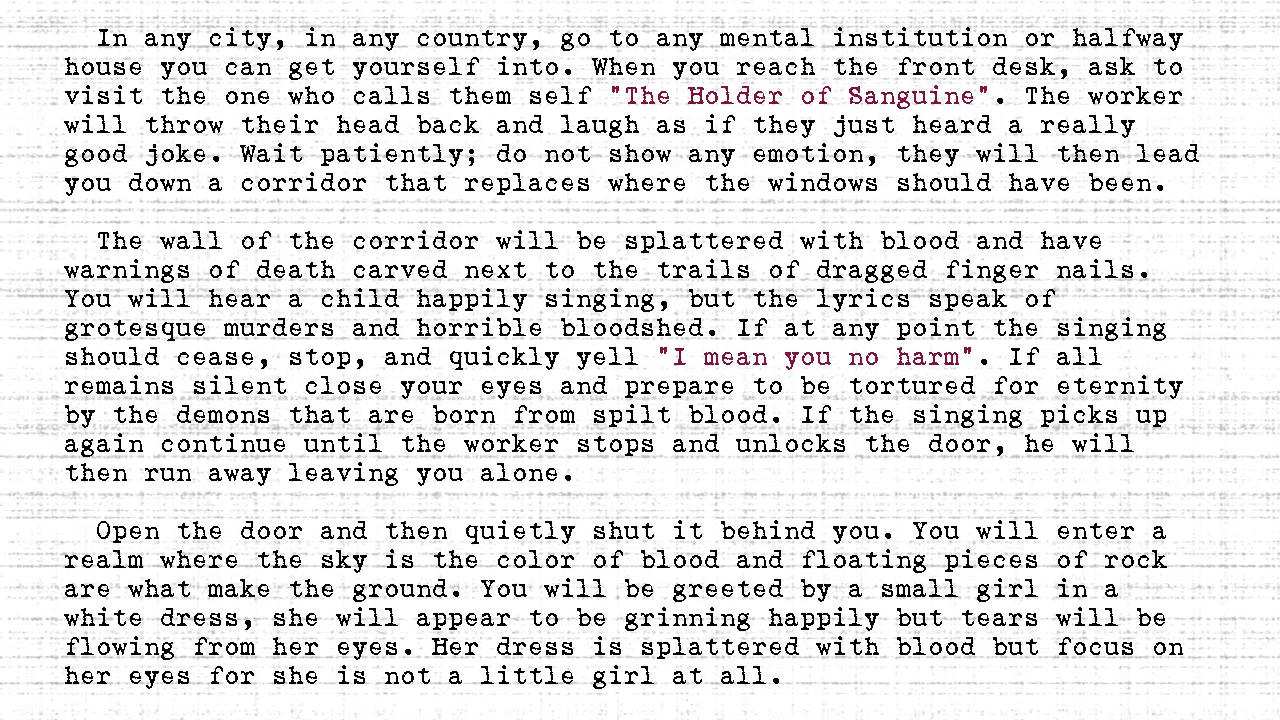 In any city, in any country, go to any mental institution or halfway
house you can get yourself into. When you reach the front desk, ask to
visit the one who calls them self "The Holder of Sanguine". The worker
will throw their head back and laugh as if they just heard a really
good joke. Wait patiently; do not show any emotion, they will then lead
you down a corridor that replaces where the windows should have been.
The wall of the corridor will be splattered with blood and have
warnings of death carved next to the trails of dragged finger nails.
You will hear a child happily singing, but the lyrics speak of
grotesque murders and horrible bloodshed. If at any point the singing
should cease, stop, and quickly yell "I mean you no harm". If all
remains silent close your eyes and prepare to be tortured for eternity
by the demons that are born from spilt blood. If the singing picks up
again continue until the worker stops and unlocks the door, he will
then run away leaving you alone.
Open the door and then quietly shut it behind you. You will enter a
realm where the sky is the color of blood and floating pieces of rock
are what make the ground. You will be greeted by a small girl in a
white dress, she will appear to be grinning happily but tears will be
flowing from her eyes. Her dress is splattered with blood but focus on
her eyes for she is not a little girl at all.